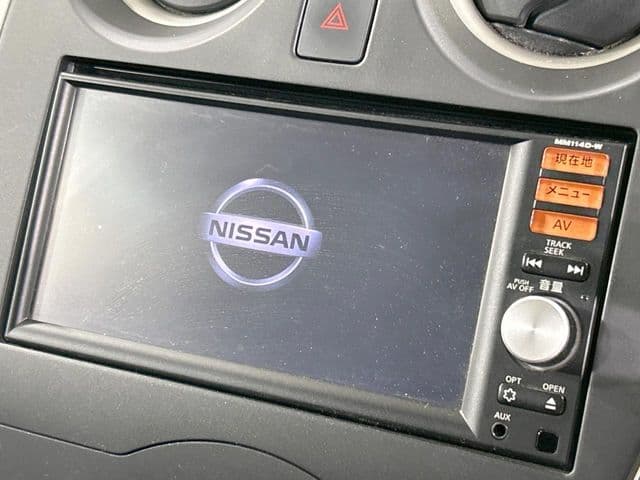 MM114D-W
現在地
メニュー
AV
TRACK
SEEK
PUSH
AV OFF
音量
NISSAN
OPT
OPEN
AUX